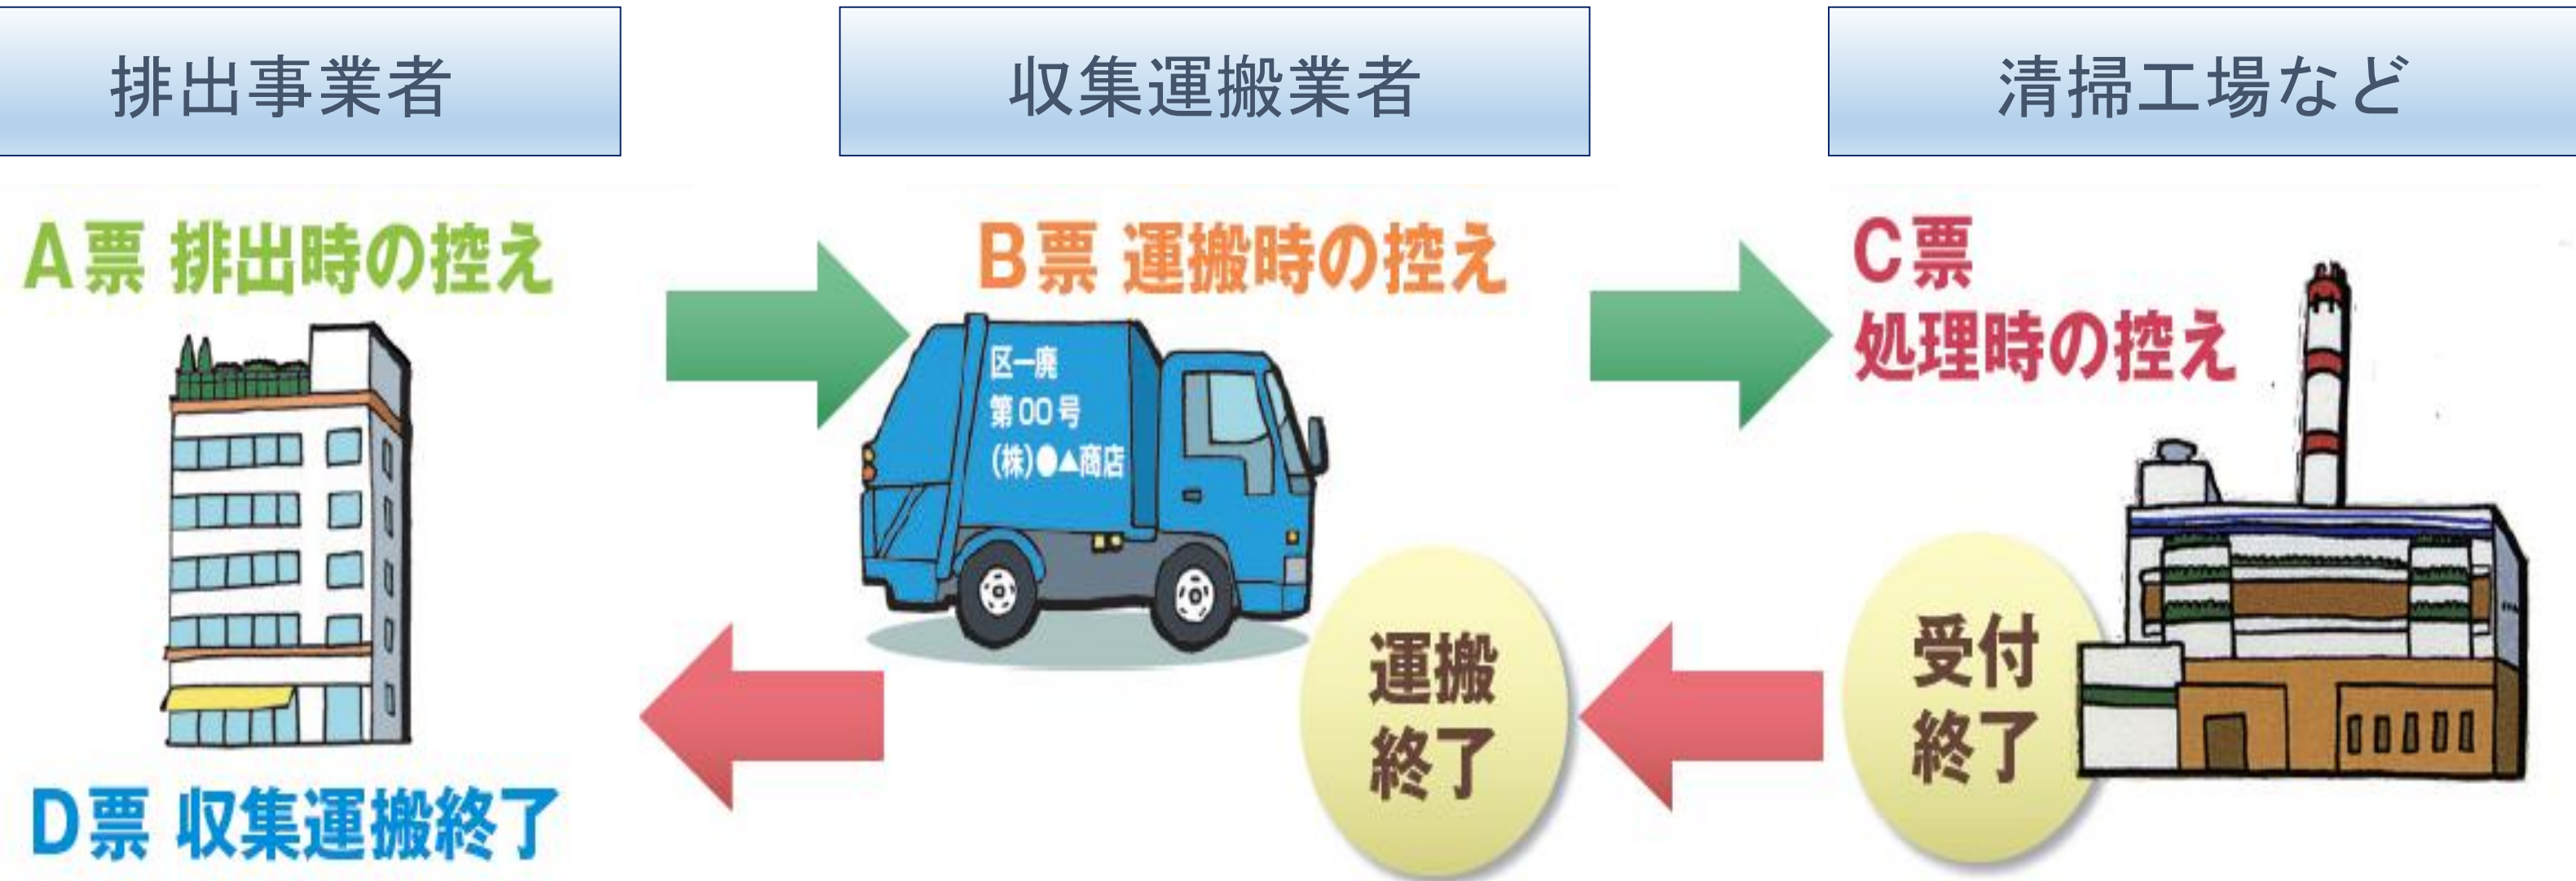 排出事業者
収集運搬業者
清掃工場など
A票 排出時の控え
B票 運搬時の控え
C票
処理時の控え
区一廃
第00号
(株)●▲商店
運搬
終了
受付
終了
D票 収集運搬終了